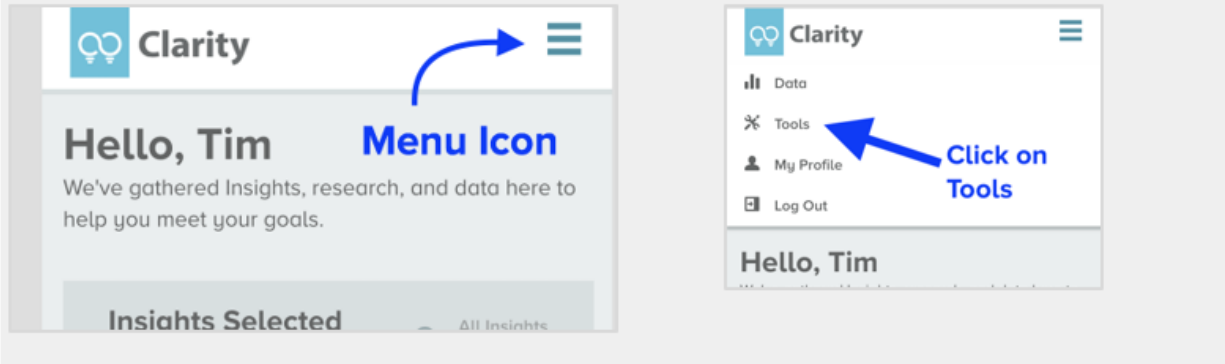 Clarity
Menu Icon
Hello, Tim
We've gathered Insights, research, and data here to
help you meet your goals.
Insights Selected
All Insights
Clarity
Data
Tools
My Profile
Log Out
Click on
Tools
Hello, Tim